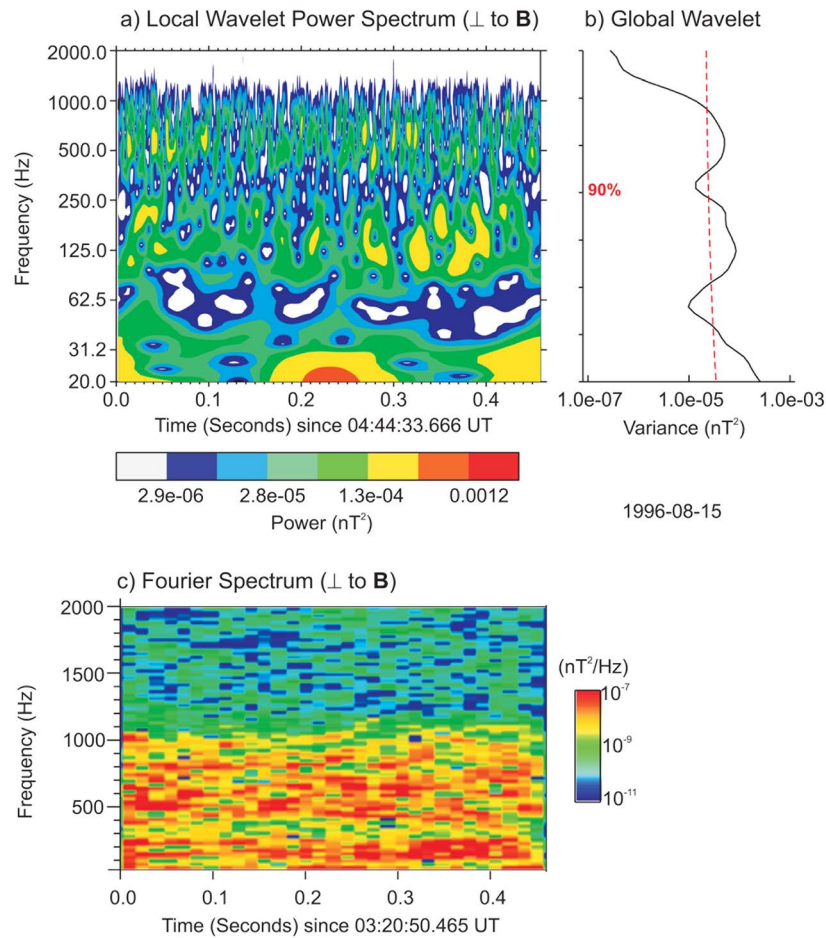 a) Local Wavelet Power Spectrum (⊥ to B)
b) Global Wavelet
2000.0
1000.0
500.0
250.0
125.0
62.5
31.2
20.0
Frequency (Hz)
90%
0.0 0.1 0.2 0.3 0.4
Time (Seconds) since 04:44:33.666 UT
1.0e-07 1.0e-05 1.0e-03
Variance (nT²)
2.9e-06 2.8e-05 1.3e-04 0.0012
Power (nT²)
1996-08-15
c) Fourier Spectrum (⊥ to B)
2000
1500
1000
500
Frequency (Hz)
0.0 0.1 0.2 0.3 0.4
Time (Seconds) since 03:20:50.465 UT
(nT²/Hz)
10⁻⁷
10⁻⁹
10⁻¹¹